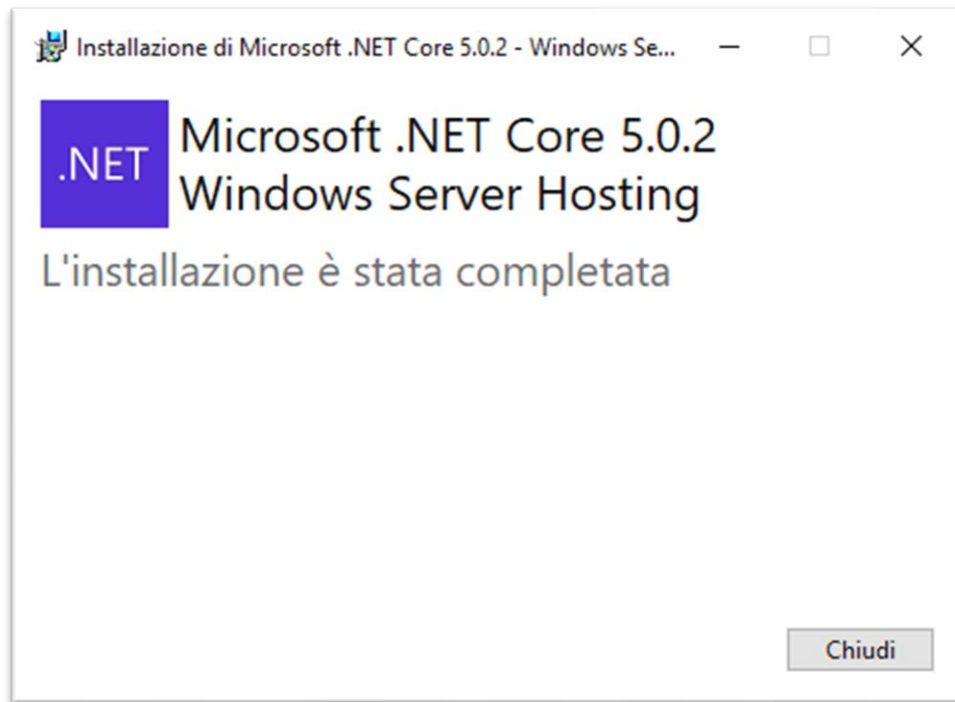 Installazione di Microsoft .NET Core 5.0.2 - Windows Se...
.NET
Microsoft .NET Core 5.0.2
Windows Server Hosting
L'installazione è stata completata
Chiudi